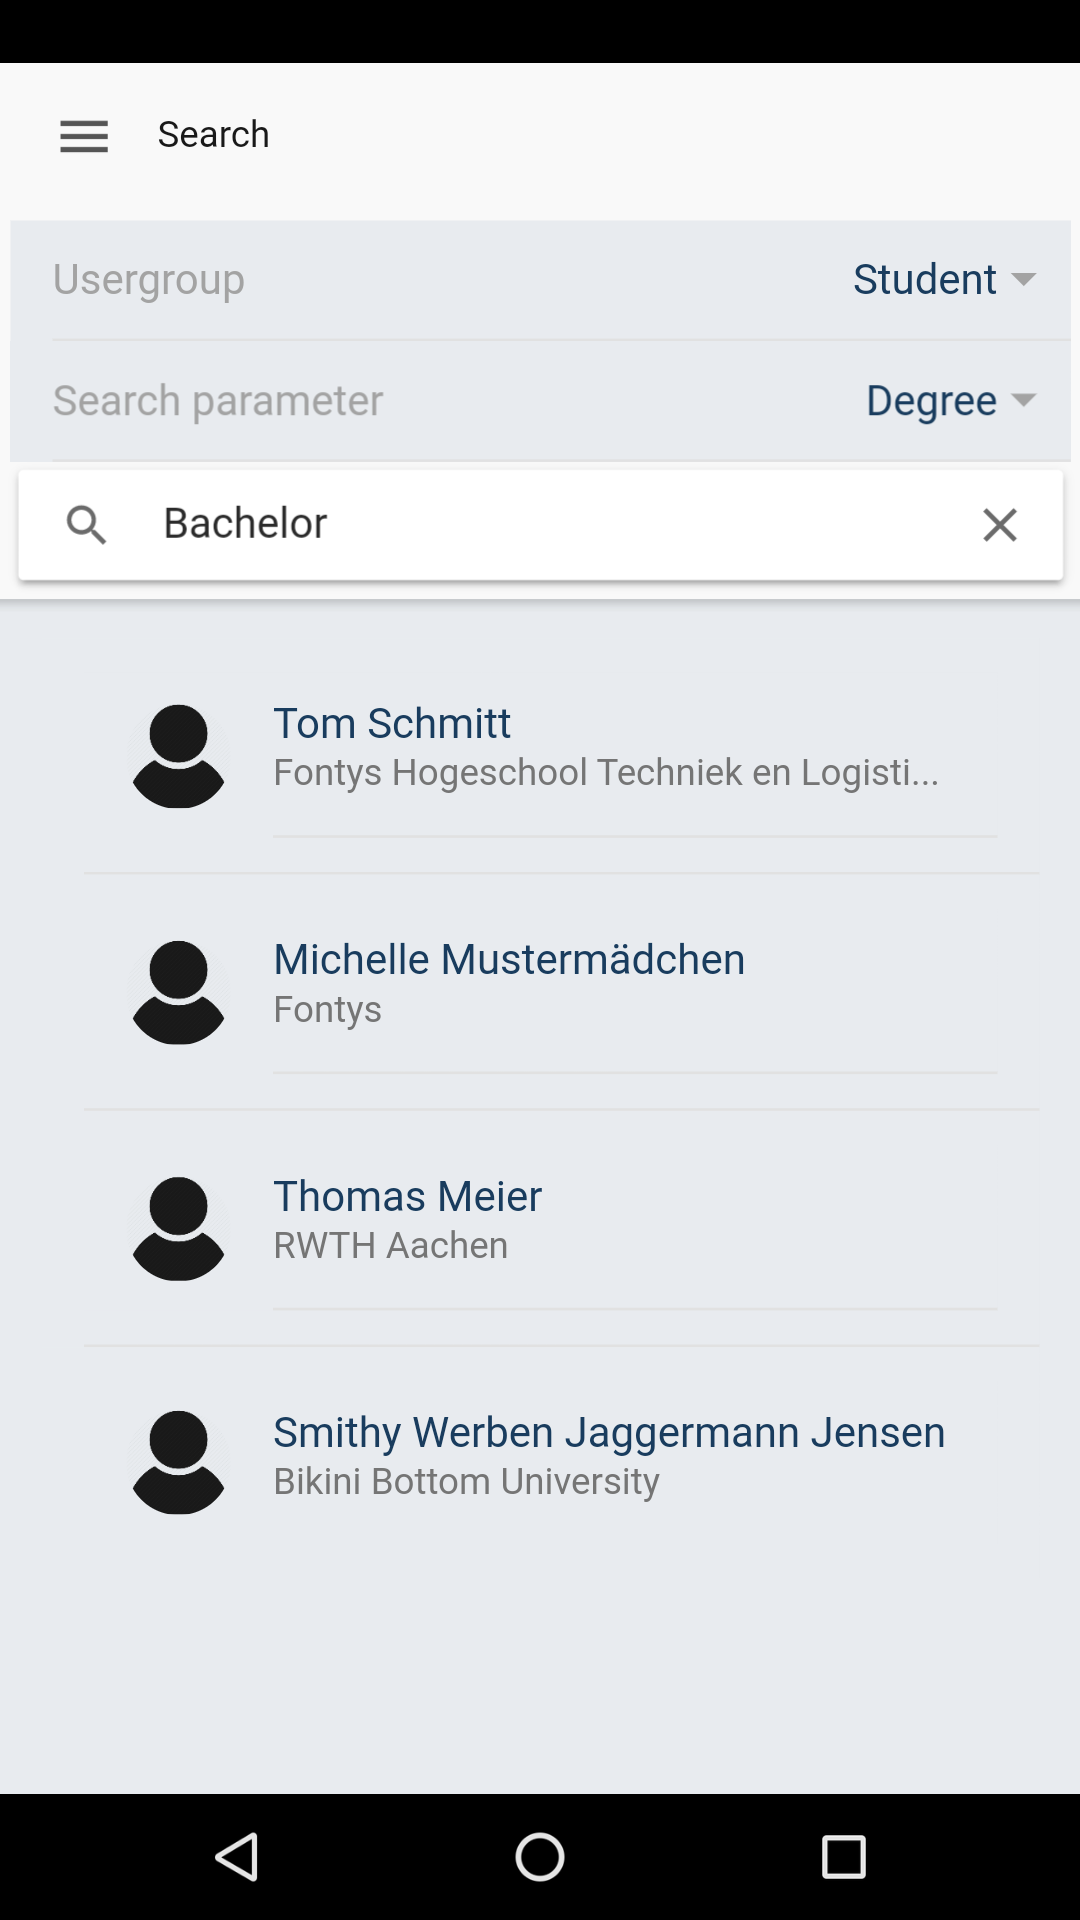 Search
Usergroup Student
Search parameter Degree
Bachelor
Tom Schmitt
Fontys Hogeschool Techniek en Logisti...
Michelle Mustermädchen
Fontys
Thomas Meier
RWTH Aachen
Smithy Werben Jaggermann Jensen
Bikini Bottom University